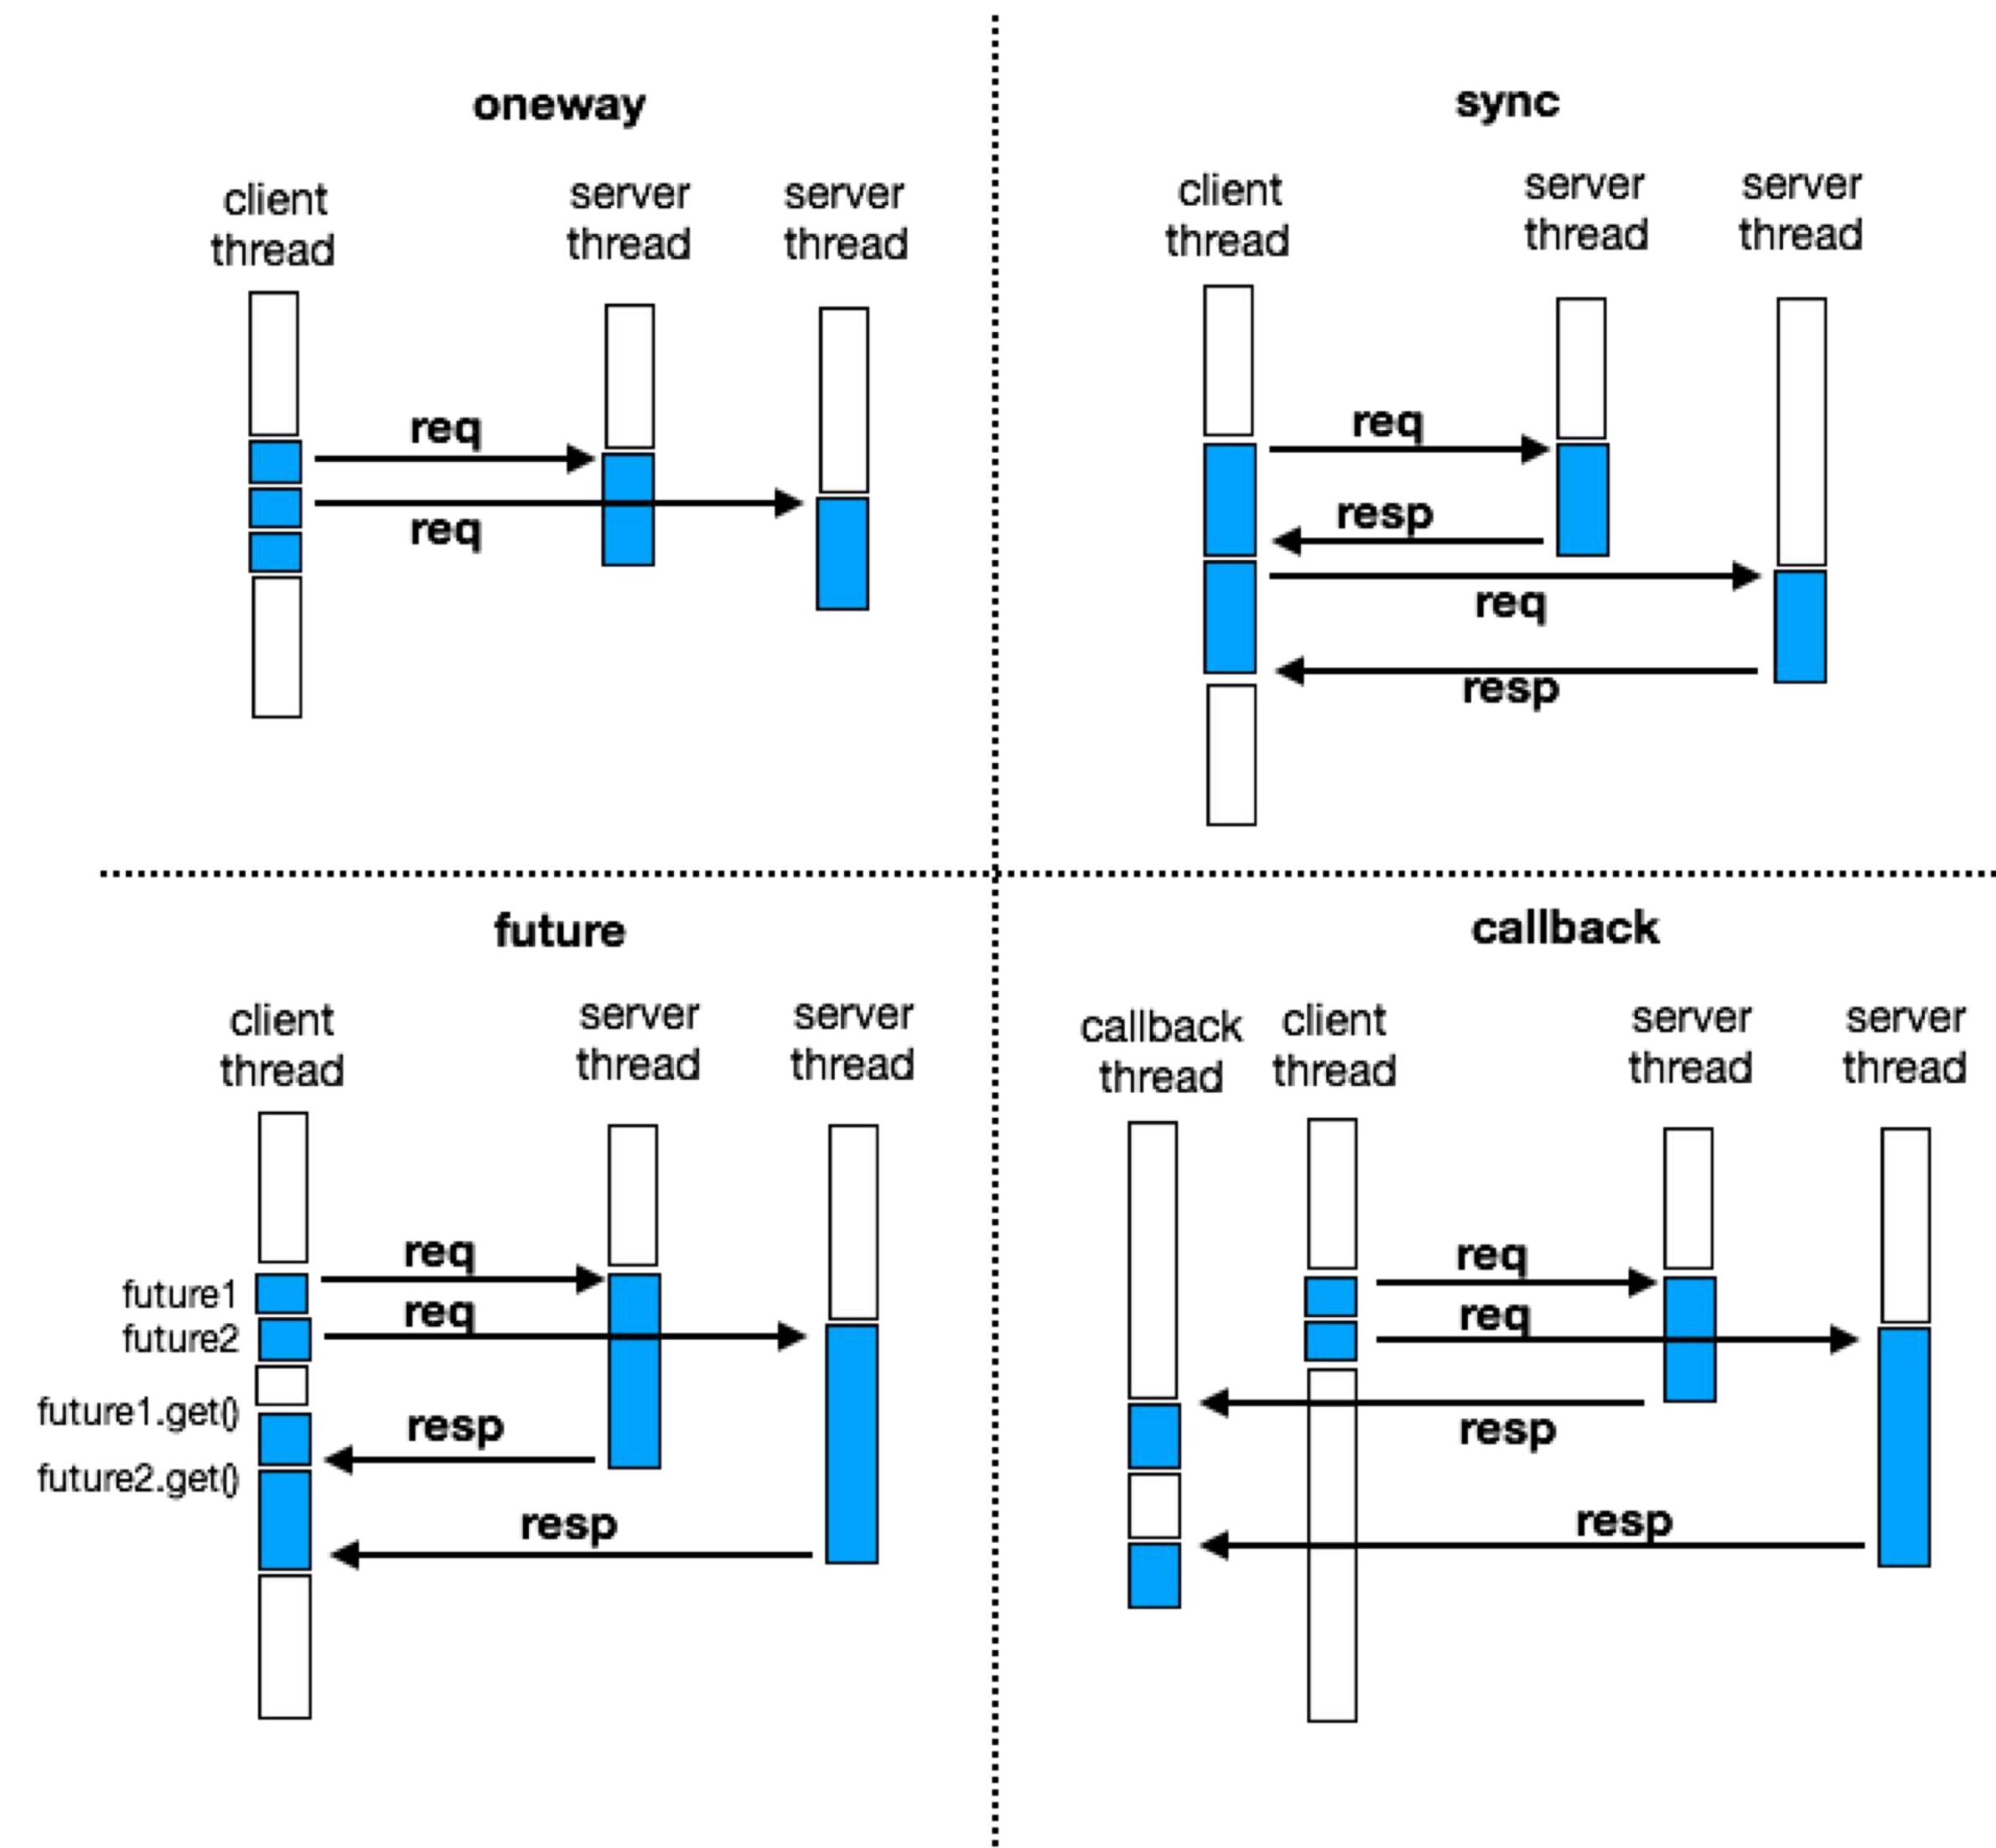 oneway
client
thread
server
thread
server
thread
req
req
sync
client
thread
server
thread
server
thread
req
resp
req
resp
future
client
thread
server
thread
server
thread
future1
future2
future1.get()
future2.get()
req
req
resp
resp
callback
callback
thread
client
thread
server
thread
server
thread
req
req
resp
resp